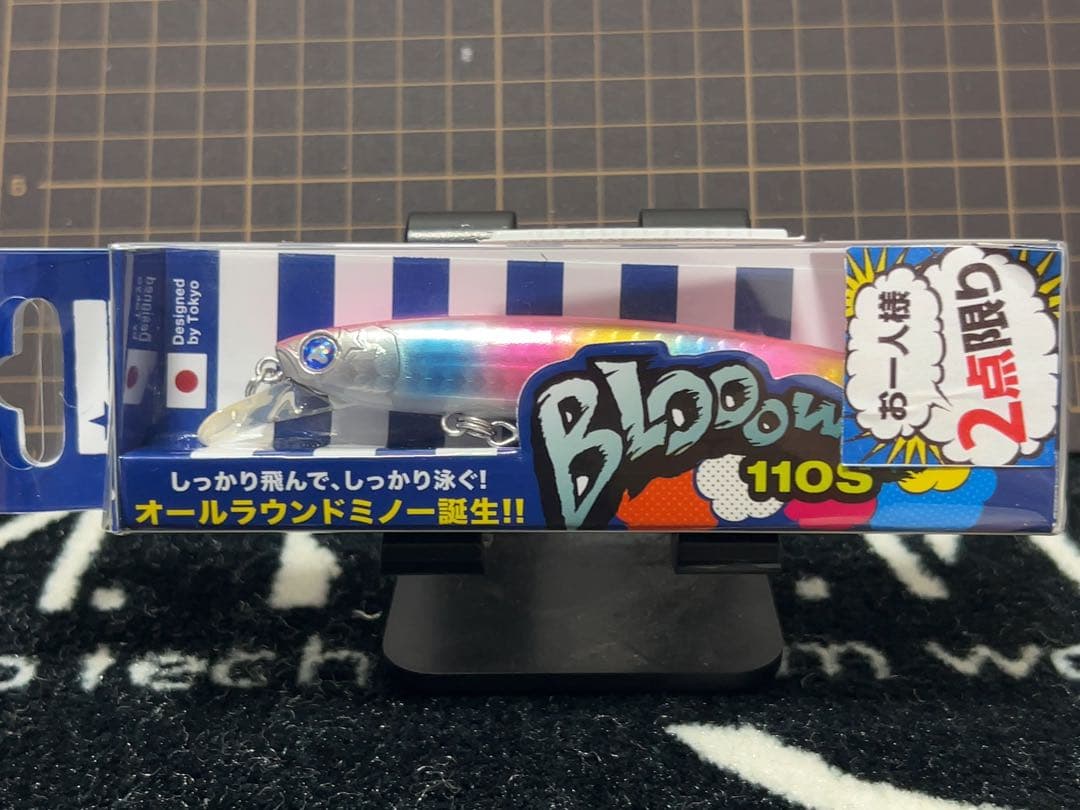 Designed
by Tokyo
お一人様
2点限り
BLOOOW
110S
しっかり飛んで、しっかり泳ぐ!
オールラウンドミノー誕生!!
tech